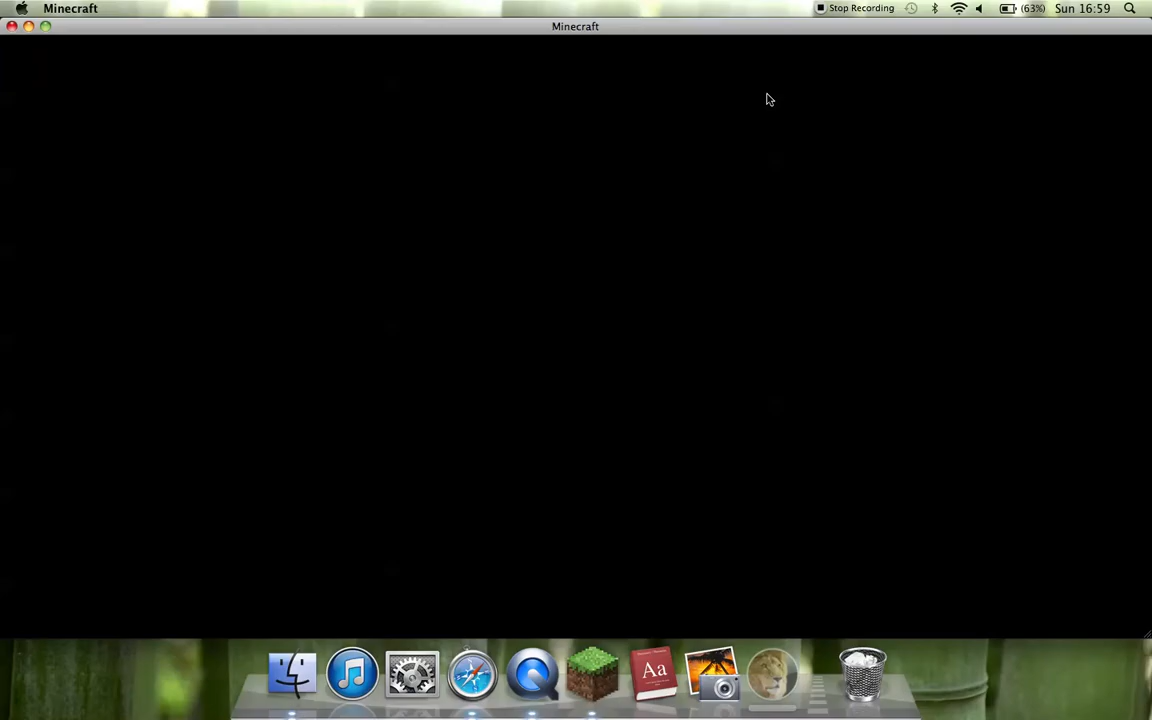 Minecraft
Stop Recording
(63%)
Sun 16:59
Minecraft
Aa